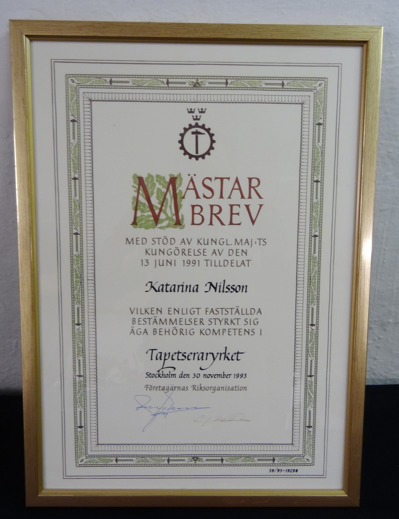 MÄSTAR
BREV
MED STÖD AV KUNGL.MAJ:TS
KUNGÖRELSE AV DEN
13 JUNI 1991 TILLDELAT
Katarina Nilsson
VILKEN ENLIGT FASTSTÄLLDA
BESTÄMMELSER STYRKT SIG
ÄGA BEHÖRIG KOMPETENS I
Tapetseraryrket
Stockholm den 30 november 1993
Företagarnas Riksorganisation